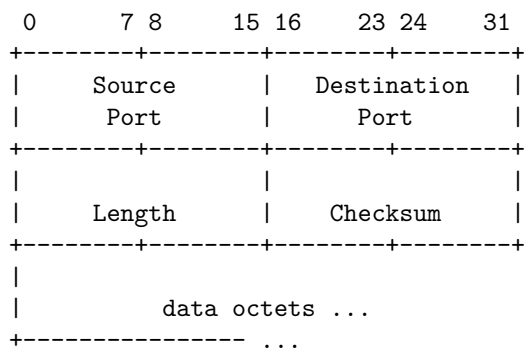 0      7 8     15 16    23 24    31
+--------+--------+--------+--------+
|     Source      |   Destination   |
|      Port       |      Port       |
+--------+--------+--------+--------+
|                 |                 |
|     Length      |    Checksum     |
+--------+--------+--------+--------+
|
|          data octets ...
+---------------- ...